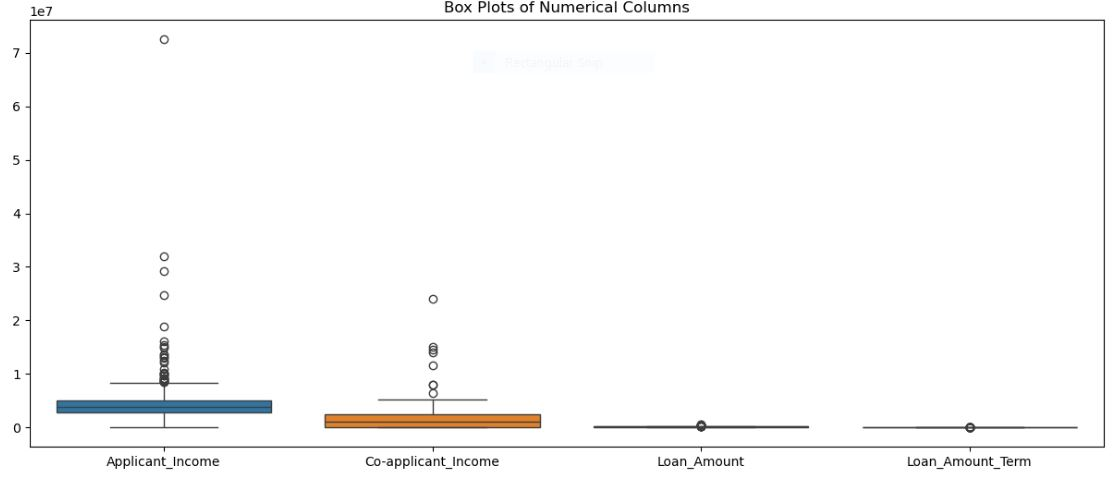 Box Plots of Numerical Columns
1e7
Rectangular Snip
7
6
5
4
3
2
1
0
Applicant_Income Co-applicant_Income Loan_Amount Loan_Amount_Term